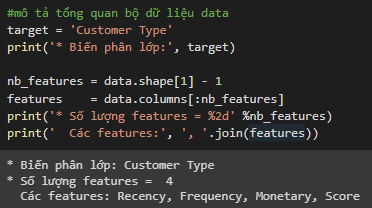 #mô tả tổng quan bộ dữ liệu data
target = 'Customer Type'
print('* Biến phân lớp:', target)
nb_features = data.shape[1] - 1
features    = data.columns[:nb_features]
print('* Số lượng features = %2d' %nb_features)
print('  Các features:', ', '.join(features))
* Biến phân lớp: Customer Type
* Số lượng features =  4
  Các features: Recency, Frequency, Monetary, Score